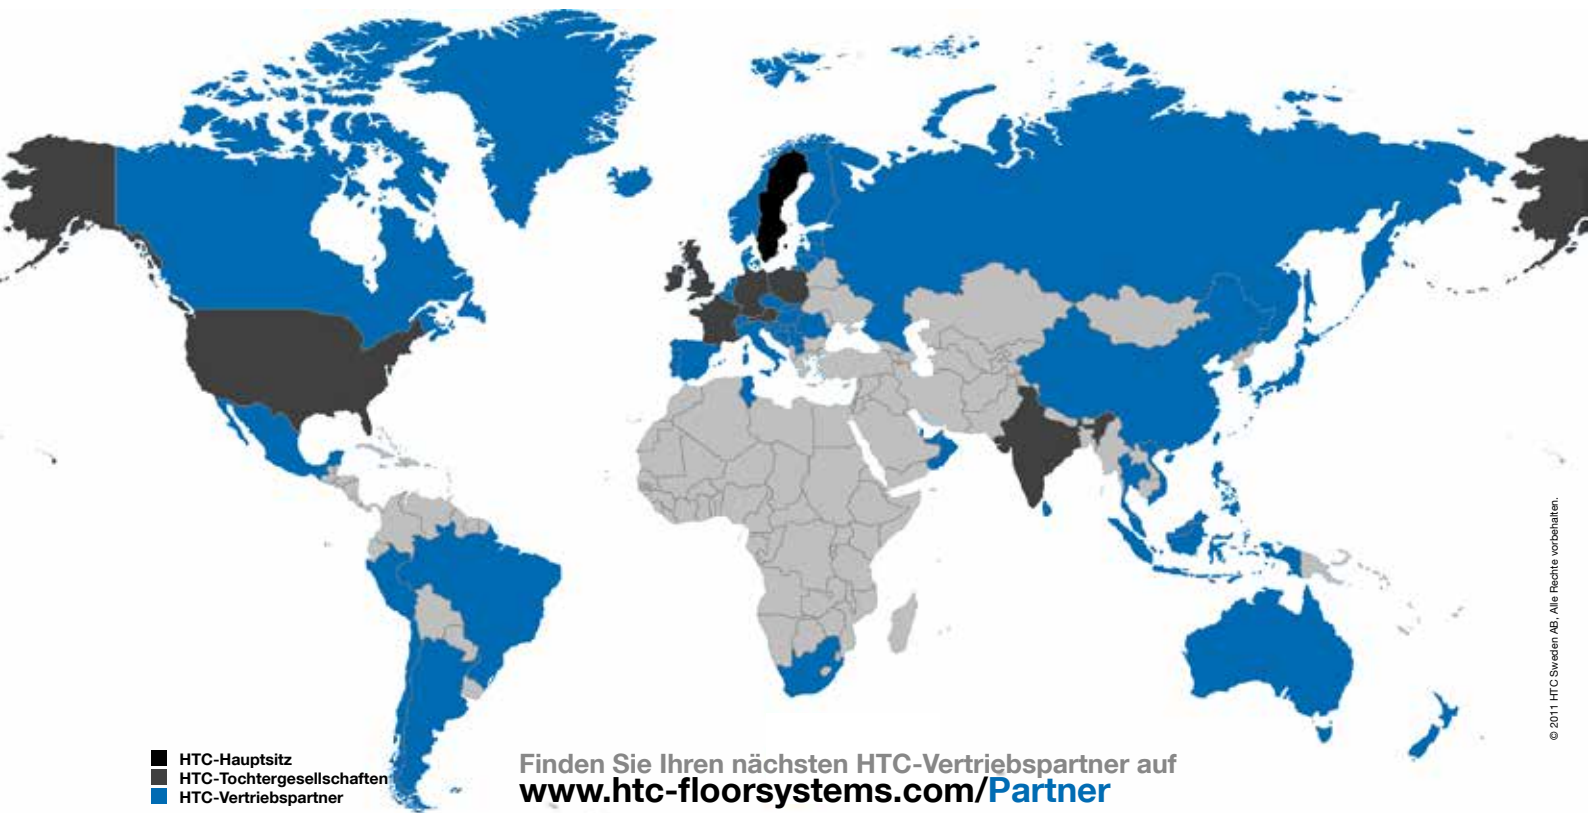 HTC-Hauptsitz
HTC-Tochtergesellschaften
HTC-Vertriebspartner
Finden Sie Ihren nächsten HTC-Vertriebspartner auf
www.htc-floorsystems.com/Partner
© 2011 HTC Sweden AB, Alle Rechte vorbehalten.